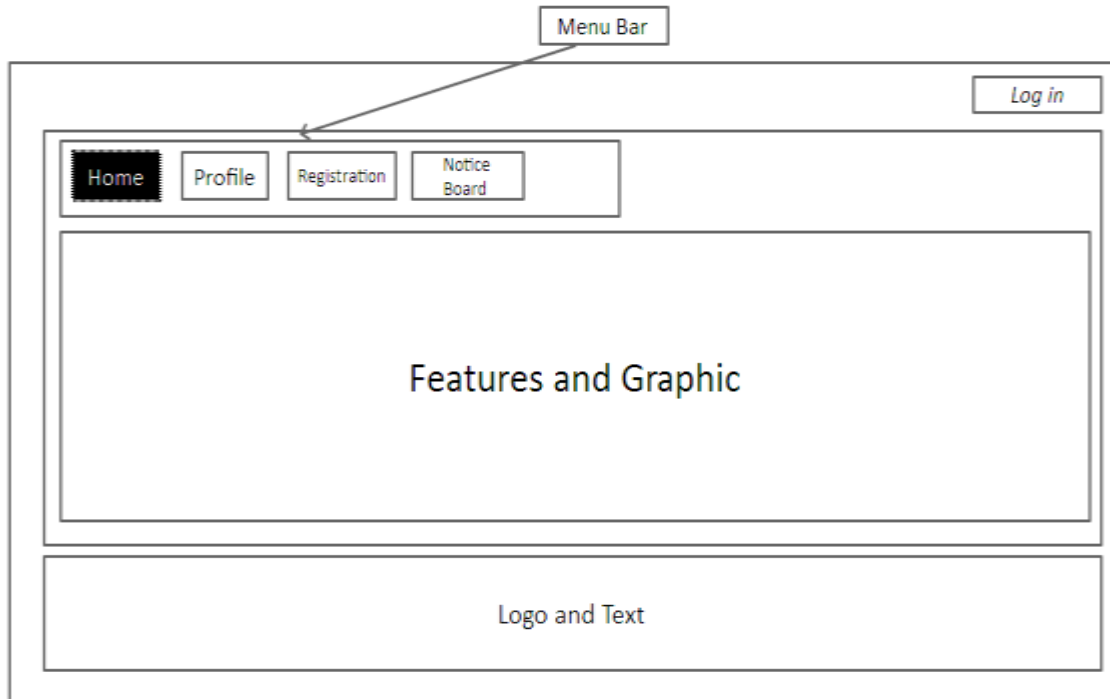 Menu Bar
Log in
Home
Profile
Registration
Notice
Board
Features and Graphic
Logo and Text